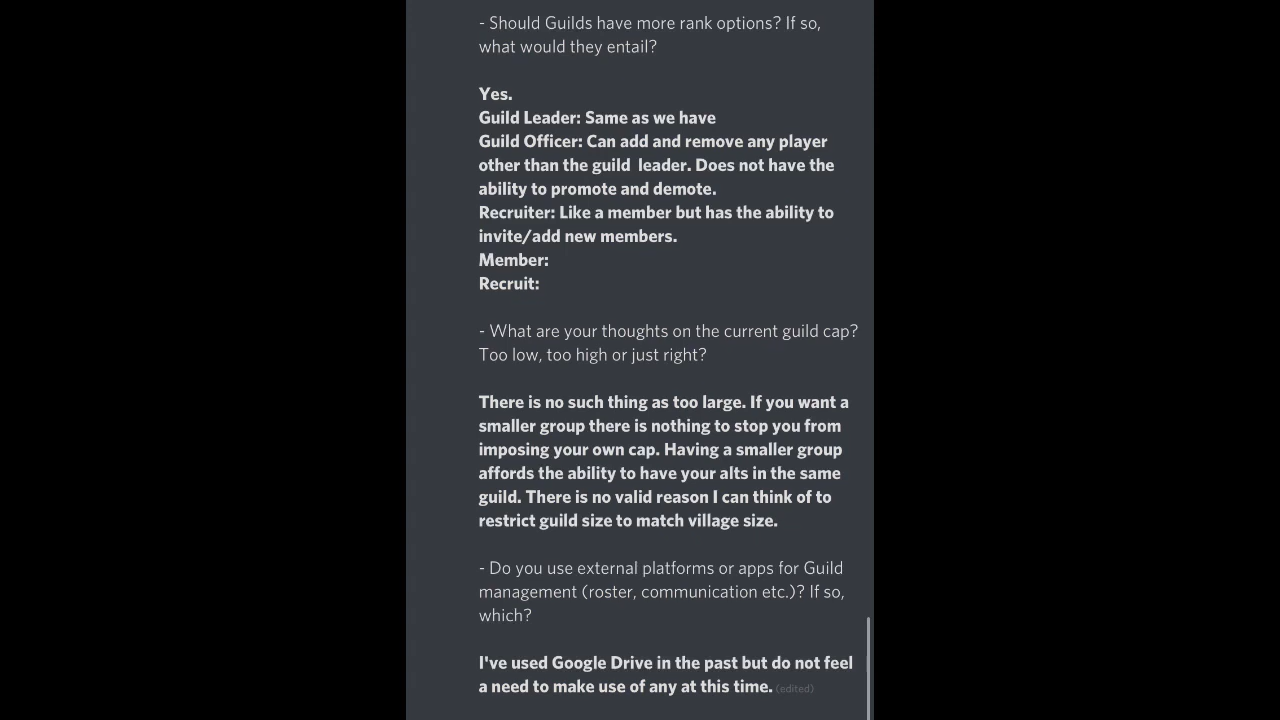 - Should Guilds have more rank options? If so,
what would they entail?
Yes.
Guild Leader: Same as we have
Guild Officer: Can add and remove any player
other than the guild  leader. Does not have the
ability to promote and demote.
Recruiter: Like a member but has the ability to
invite/add new members.
Member:
Recruit:
- What are your thoughts on the current guild cap?
Too low, too high or just right?
There is no such thing as too large. If you want a
smaller group there is nothing to stop you from
imposing your own cap. Having a smaller group
affords the ability to have your alts in the same
guild. There is no valid reason I can think of to
restrict guild size to match village size.
- Do you use external platforms or apps for Guild
management (roster, communication etc.)? If so,
which?
I've used Google Drive in the past but do not feel
a need to make use of any at this time. (edited)